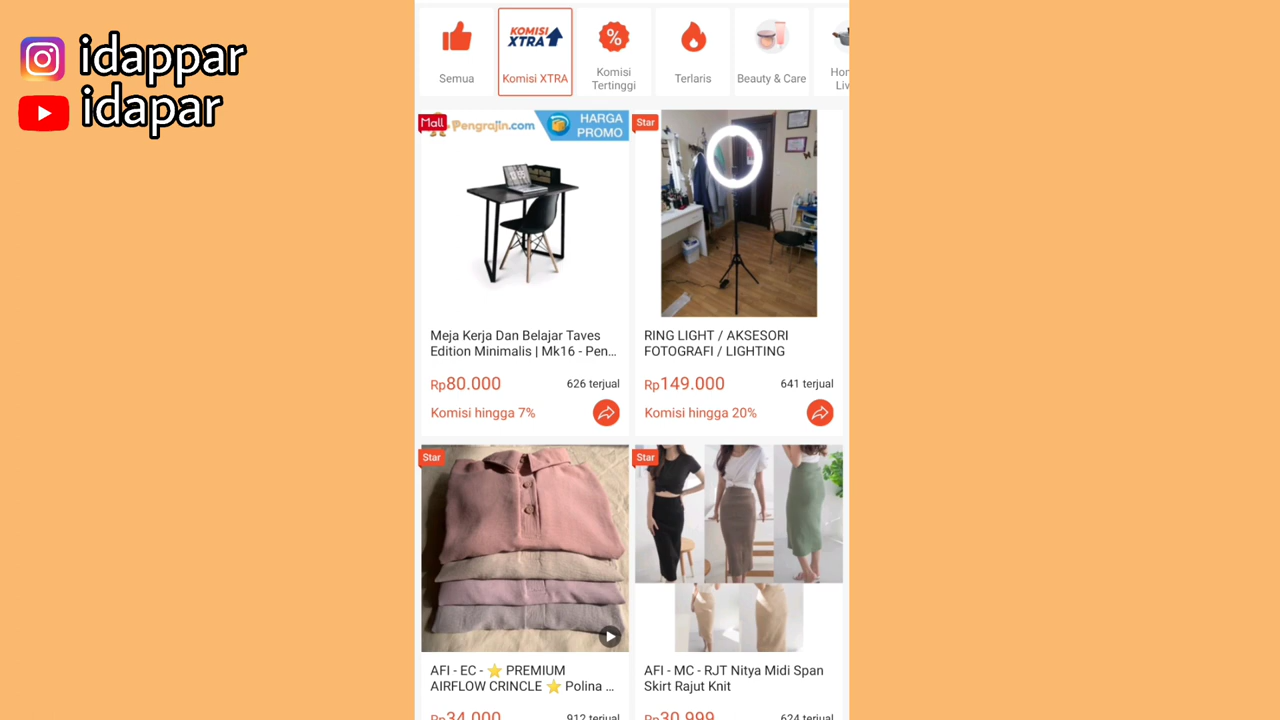 idappar
idapar
Semua
KOMISI
XTRA
Komisi XTRA
%
Komisi
Tertinggi
Terlaris
Beauty & Care
Hor
Liv
Mall
Pengrajin.com
HARGA
PROMO
Star
Meja Kerja Dan Belajar Taves
Edition Minimalis | Mk16 - Pen...
RING LIGHT / AKSESORI
FOTOGRAFI / LIGHTING
Rp80.000
626 terjual
Rp149.000
641 terjual
Komisi hingga 7%
Komisi hingga 20%
Star
Star
AFI - EC - ⭐ PREMIUM
AIRFLOW CRINCLE ⭐ Polina ...
AFI - MC - RJT Nitya Midi Span
Skirt Rajut Knit
Rp34.000
912 terjual
Rp30.999
624 terjual